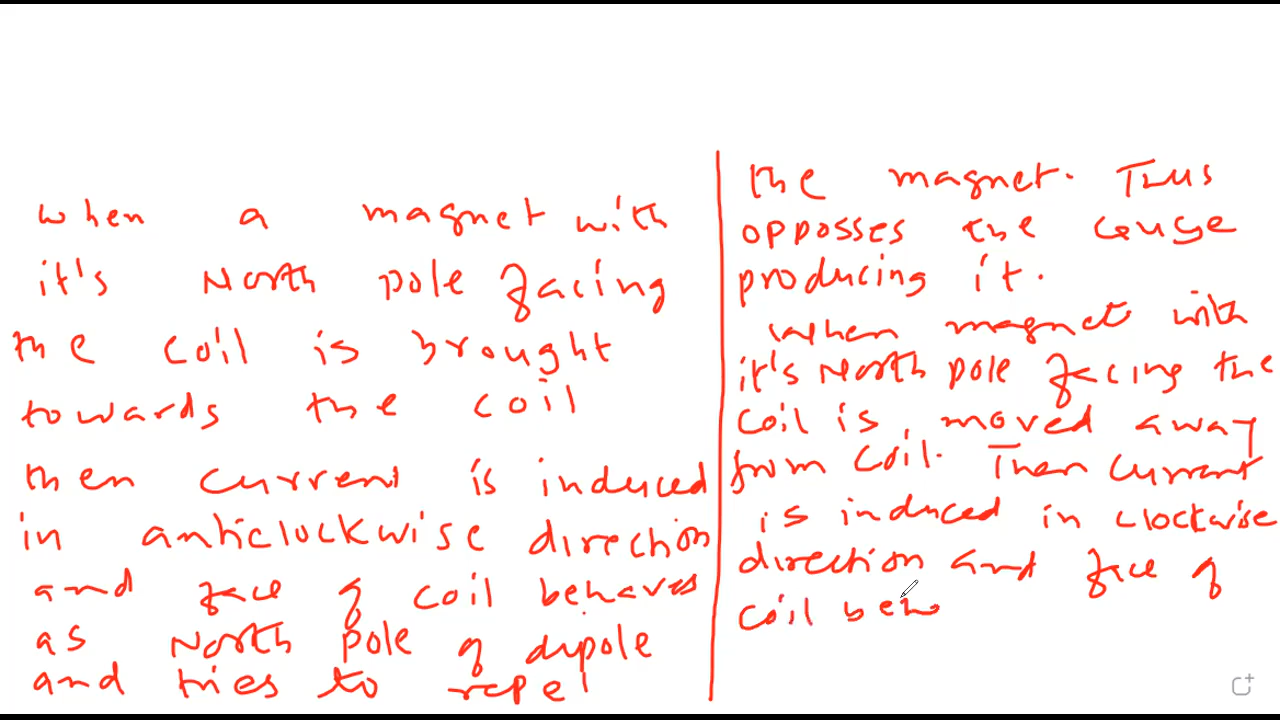 when a magnet with
it's North pole facing
the coil is brought
towards the coil
then current is induced
in anticlockwise direction
and face of coil behaves
as North pole of dipole
and tries to repel
the magnet. Thus
opposses the cause
producing it.
When magnet with
it's North pole facing the
coil is, moved away
from coil. Then current
is induced in clockwise
direction and face of
coil beh